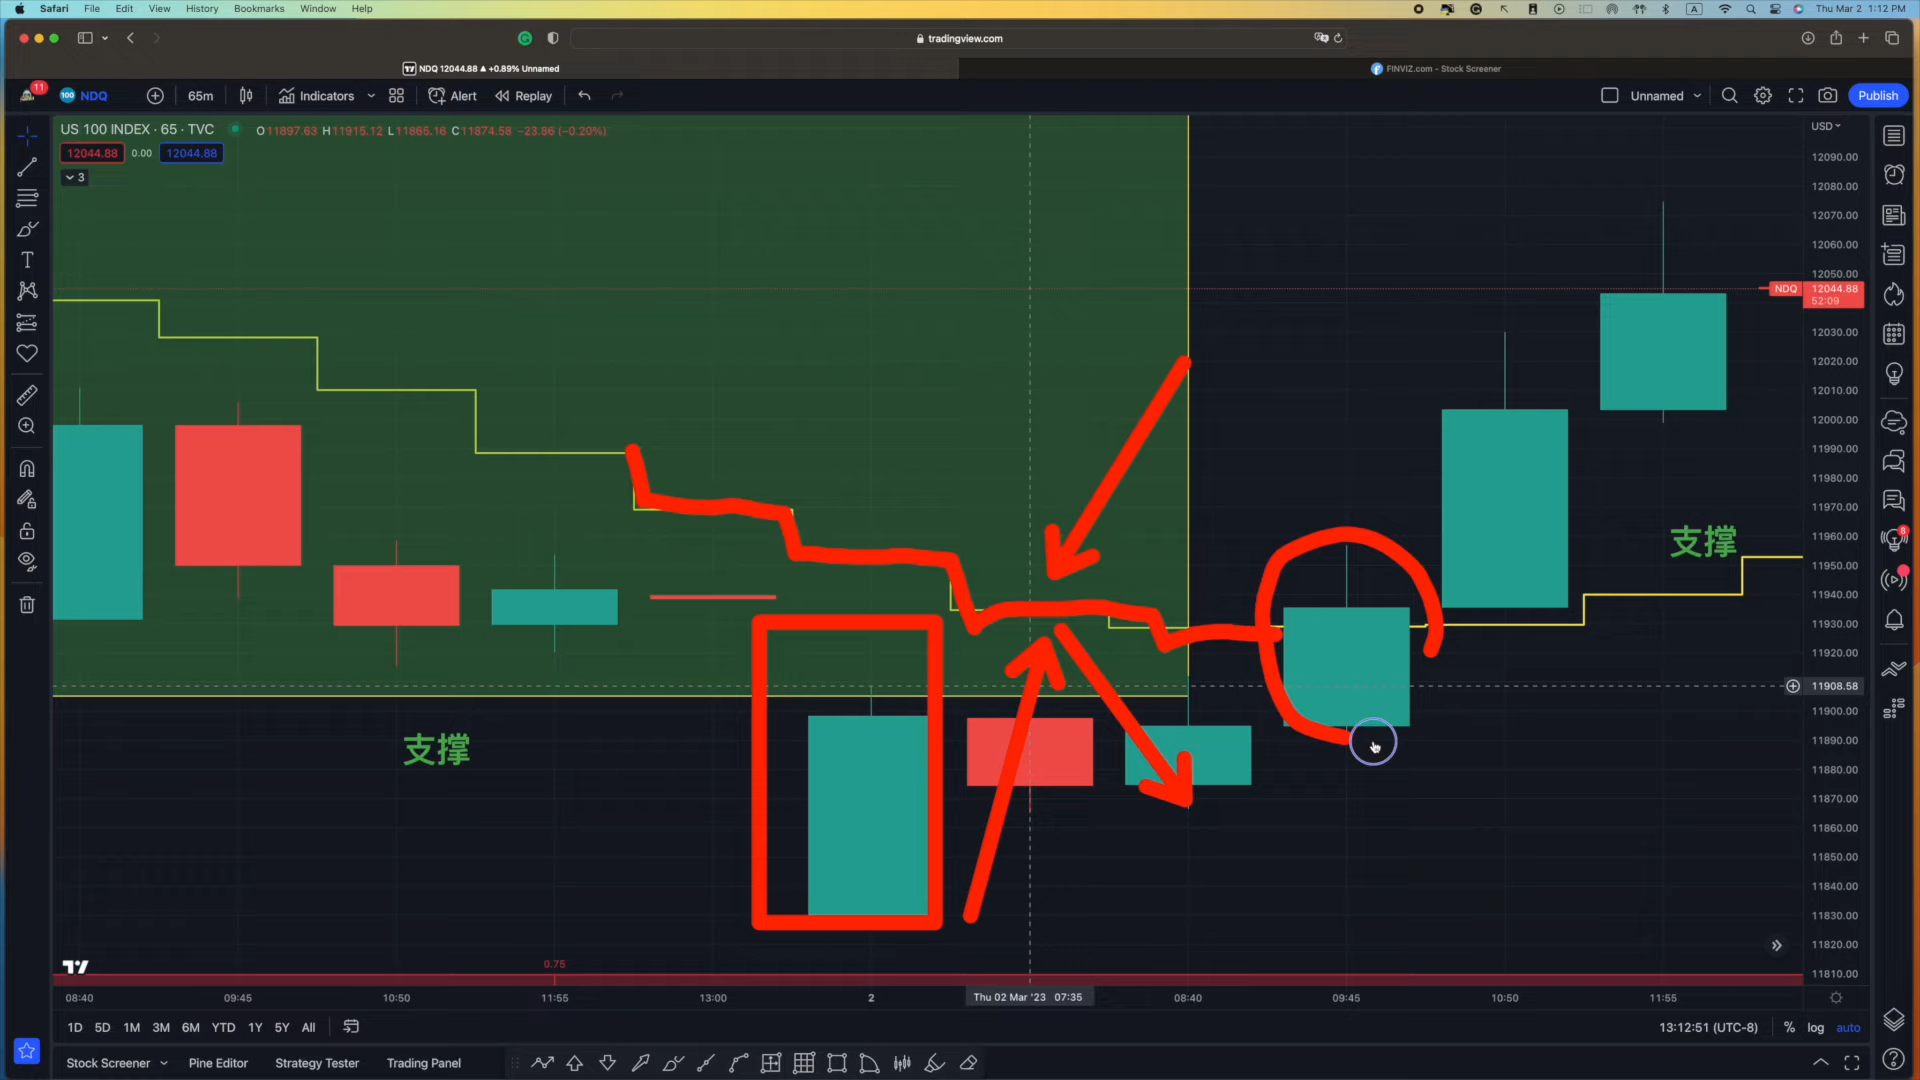 Safari File Edit View History Bookmarks Window Help
A
Thu Mar 2 1:12 PM
tradingview.com
NDQ 12044.88 ▲ +0.89% Unnamed
FINVIZ.com - Stock Screener
11
100 NDQ
65m
Indicators
Alert
Replay
Unnamed
Publish
US 100 INDEX · 65 · TVC
O11897.63 H11915.12 L11865.16 C11874.58 −23.86 (−0.20%)
12044.88 0.00 12044.88
3
USD
12090.00
12080.00
12070.00
12060.00
12050.00
NDQ 12044.88
52:09
12030.00
12020.00
12010.00
12000.00
11990.00
11980.00
11970.00
11960.00
11950.00
11940.00
11930.00
11920.00
11908.58
11900.00
11890.00
11880.00
11870.00
11860.00
11850.00
11840.00
11830.00
11820.00
11810.00
支撑
支撑
8
0.75
08:40 09:45 10:50 11:55 13:00 2 Thu 02 Mar '23 07:35 08:40 09:45 10:50 11:55
1D 5D 1M 3M 6M YTD 1Y 5Y All
13:12:51 (UTC-8) % log auto
Stock Screener Pine Editor Strategy Tester Trading Panel